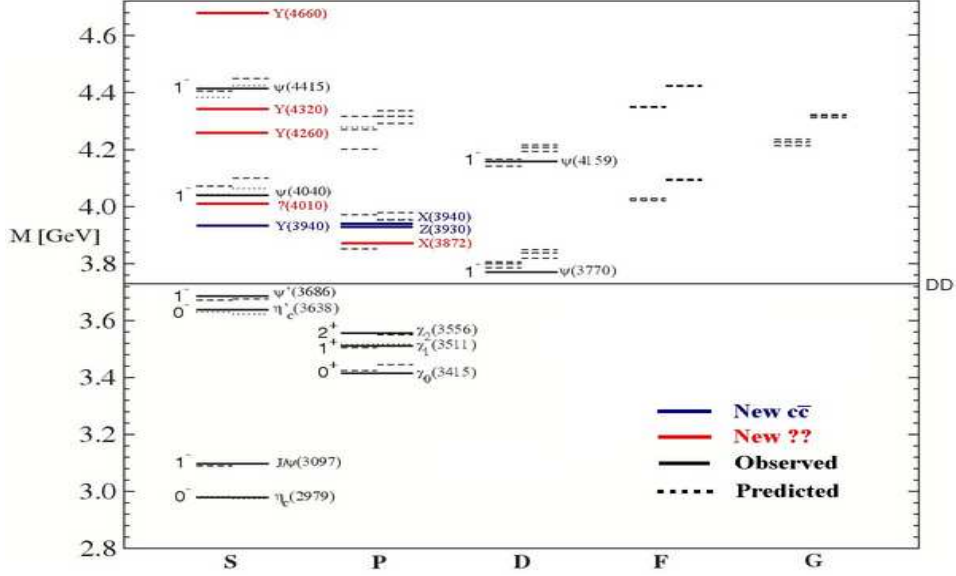 Y(4660)
4.6
1⁻ ψ(4415)
4.4
Y(4320)
Y(4260)
4.2
1⁻ ψ(4159)
ψ(4040)
1⁻
?(4010)
4.0
X(3940)
Y(3940)
Z(3930)
M [GeV]
X(3872)
3.8
1⁻ ψ(3770)
DD
1⁻ ψ'(3686)
0⁻ η'c(3638)
3.6
2⁺ χ2(3556)
1⁺ χ1(3511)
3.4
0⁺ χ0(3415)
New cc̄
New ??
3.2
1⁻ J/ψ(3097)
Observed
3.0
0⁻ ηc(2979)
Predicted
2.8
S P D F G